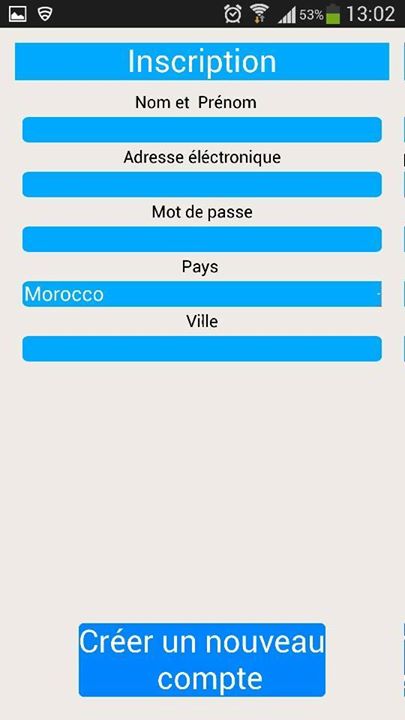 53% 13:02
Inscription
Nom et Prénom
Adresse éléctronique
Mot de passe
Pays
Morocco
Ville
Créer un nouveau
compte